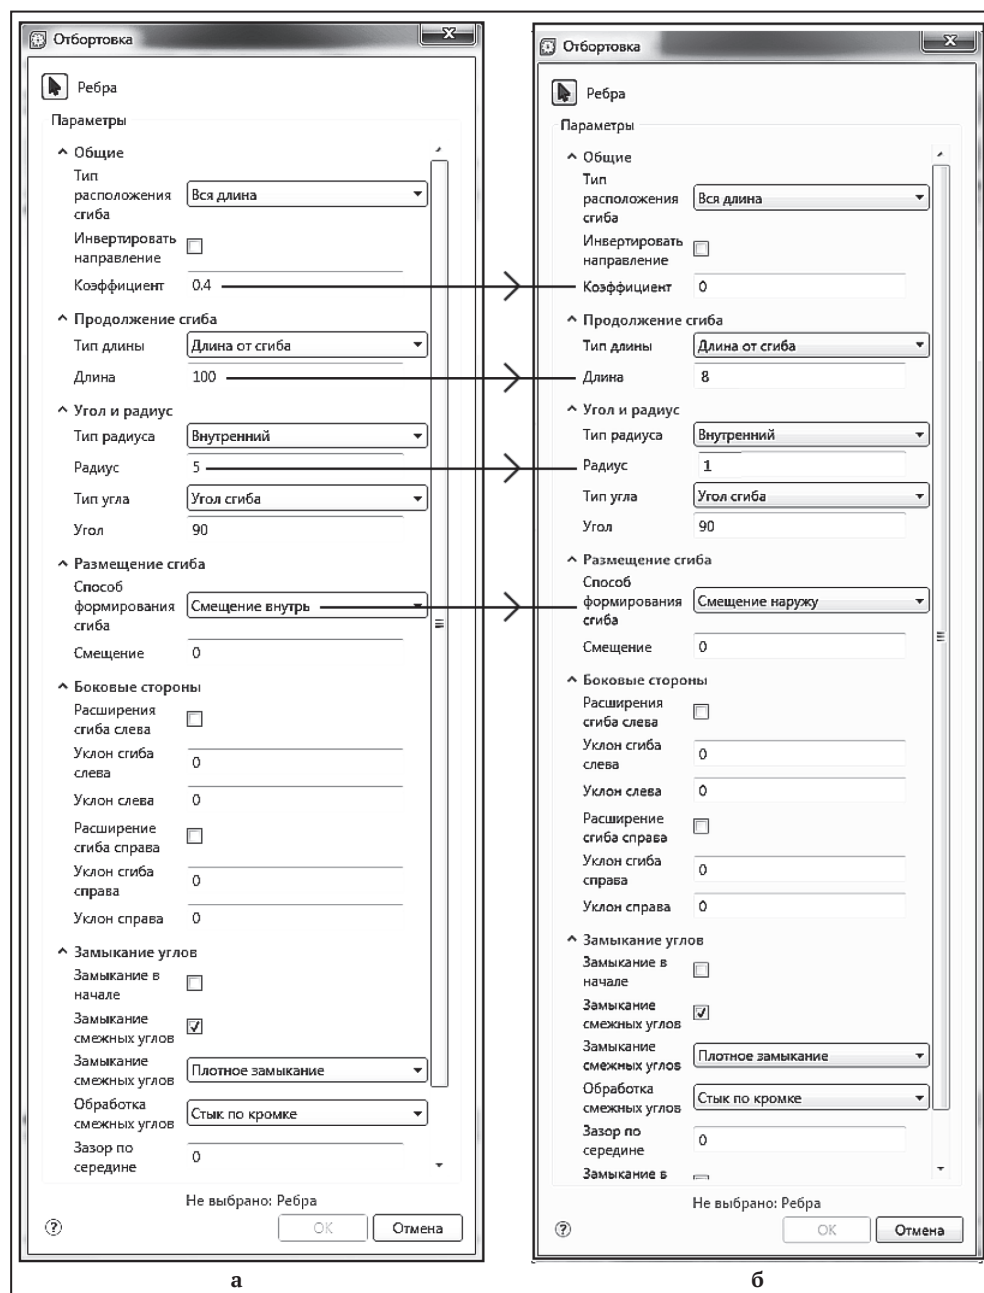 Отбортовка
Ребра
Параметры
Общие
Тип
расположения
сгиба
Вся длина
Инвертировать
направление
Коэффициент 0.4
Продолжение сгиба
Тип длины Длина от сгиба
Длина 100
Угол и радиус
Тип радиуса Внутренний
Радиус 5
Тип угла Угол сгиба
Угол 90
Размещение сгиба
Способ
формирования
сгиба
Смещение внутрь
Смещение 0
Боковые стороны
Расширения
сгиба слева
Уклон сгиба
слева
0
Уклон слева 0
Расширение
сгиба справа
Уклон сгиба
справа
0
Уклон справа 0
Замыкание углов
Замыкание в
начале
Замыкание
смежных углов
Замыкание
смежных углов
Плотное замыкание
Обработка
смежных углов
Стык по кромке
Зазор по
середине
0
Не выбрано: Ребра
? OK Отмена
а
Отбортовка
Ребра
Параметры
Общие
Тип
расположения
сгиба
Вся длина
Инвертировать
направление
Коэффициент 0
Продолжение сгиба
Тип длины Длина от сгиба
Длина 8
Угол и радиус
Тип радиуса Внутренний
Радиус 1
Тип угла Угол сгиба
Угол 90
Размещение сгиба
Способ
формирования
сгиба
Смещение наружу
Смещение 0
Боковые стороны
Расширения
сгиба слева
Уклон сгиба
слева
0
Уклон слева 0
Расширение
сгиба справа
Уклон сгиба
справа
0
Уклон справа 0
Замыкание углов
Замыкание в
начале
Замыкание
смежных углов
Замыкание
смежных углов
Плотное замыкание
Обработка
смежных углов
Стык по кромке
Зазор по
середине
0
Замыкание в
Не выбрано: Ребра
? OK Отмена
б